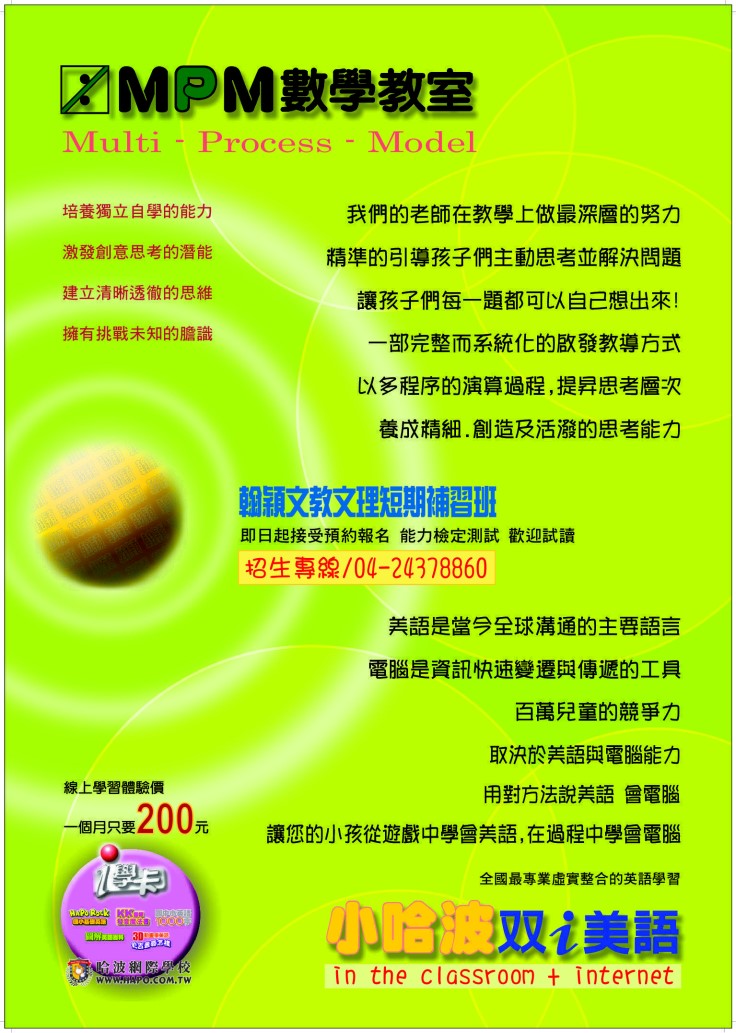 MPM數學教室
Multi - Process - Model
培養獨立自學的能力
激發創意思考的潛能
建立清晰透徹的思維
擁有挑戰未知的膽識
我們的老師在教學上做最深層的努力
精準的引導孩子們主動思考並解決問題
讓孩子們每一題都可以自己想出來!
一部完整而系統化的啟發教導方式
以多程序的演算過程,提昇思考層次
養成精細.創造及活潑的思考能力
翰穎文教文理短期補習班
即日起接受預約報名 能力檢定測試 歡迎試讀
招生專線/04-24378860
美語是當今全球溝通的主要語言
電腦是資訊快速變遷與傳遞的工具
百萬兒童的競爭力
取決於美語與電腦能力
用對方法說美語 會電腦
讓您的小孩從遊戲中學會美語,在過程中學會電腦
全國最專業虛實整合的英語學習
小哈波双i美語
in the classroom + internet
線上學習體驗價
一個月只要200元
i學卡
HAPO ROCK
KK
3D
哈波網際學校
WWW.HAPO.COM.TW